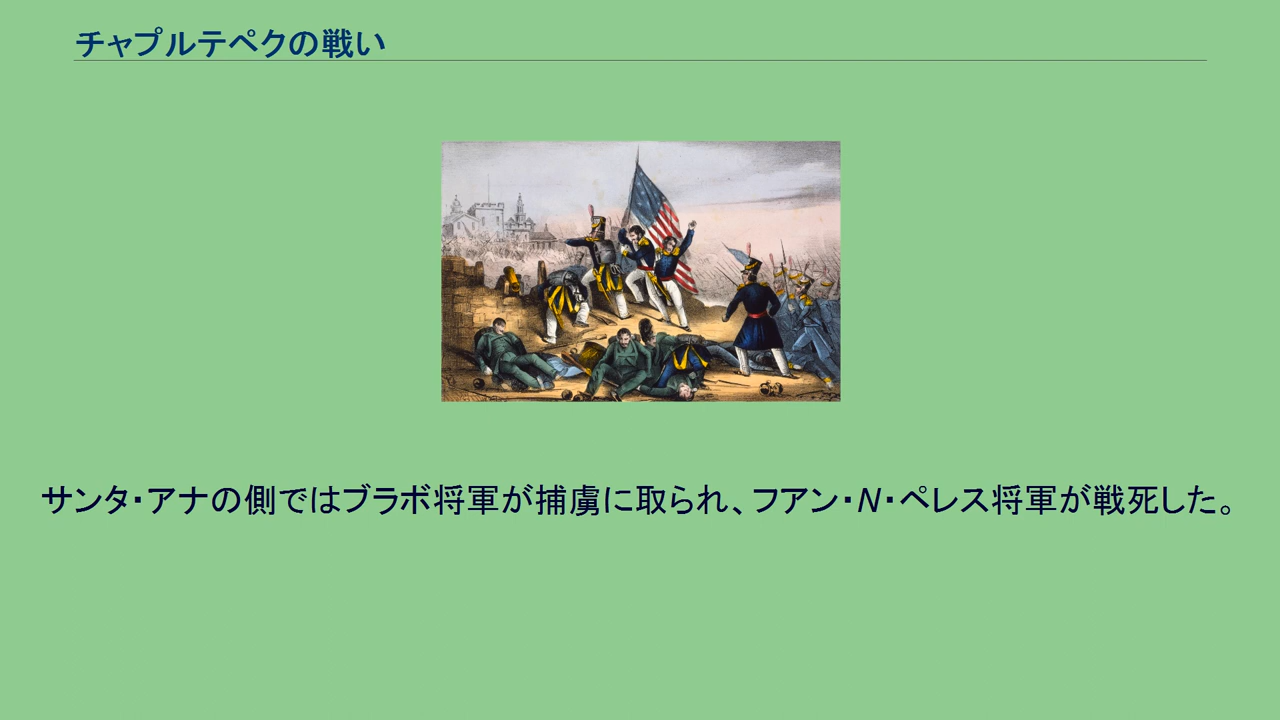 チャプルテペクの戦い
サンタ・アナの側ではブラボ将軍が捕虜に取られ、フアン・N・ペレス将軍が戦死した。